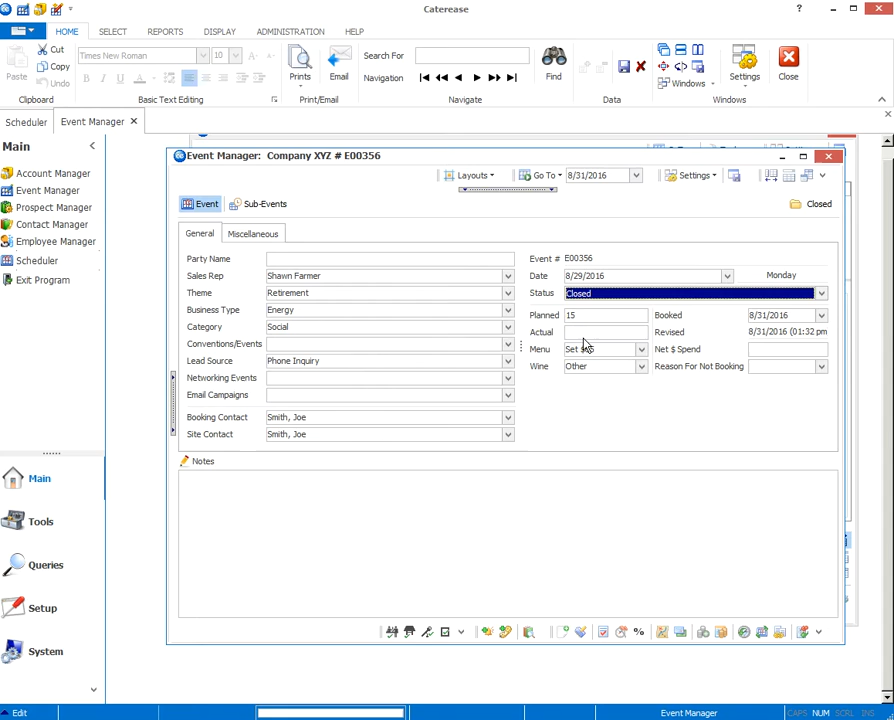 Caterease
HOME SELECT REPORTS DISPLAY ADMINISTRATION HELP
Paste
Cut
Copy
Undo
Clipboard
Times New Roman 10
B I U A
Basic Text Editing
Prints
Email
Print/Email
Search For
Navigation
Navigate
Find
Data
Windows
Settings
Windows
Close
Scheduler
Event Manager
Main
Account Manager
Event Manager
Prospect Manager
Contact Manager
Employee Manager
Scheduler
Exit Program
Main
Tools
Queries
Setup
System
Event Manager: Company XYZ # E00356
Layouts Go To 8/31/2016 Settings
Event Sub-Events Closed
General Miscellaneous
Party Name
Sales Rep Shawn Farmer
Theme Retirement
Business Type Energy
Category Social
Conventions/Events
Lead Source Phone Inquiry
Networking Events
Email Campaigns
Booking Contact Smith, Joe
Site Contact Smith, Joe
Event # E00356
Date 8/29/2016 Monday
Status Closed
Planned 15 Booked 8/31/2016
Actual Revised 8/31/2016 (01:32 pm
Menu Set Net $ Spend
Wine Other Reason For Not Booking
Notes
Edit Event Manager CAPS NUM SCRL INS